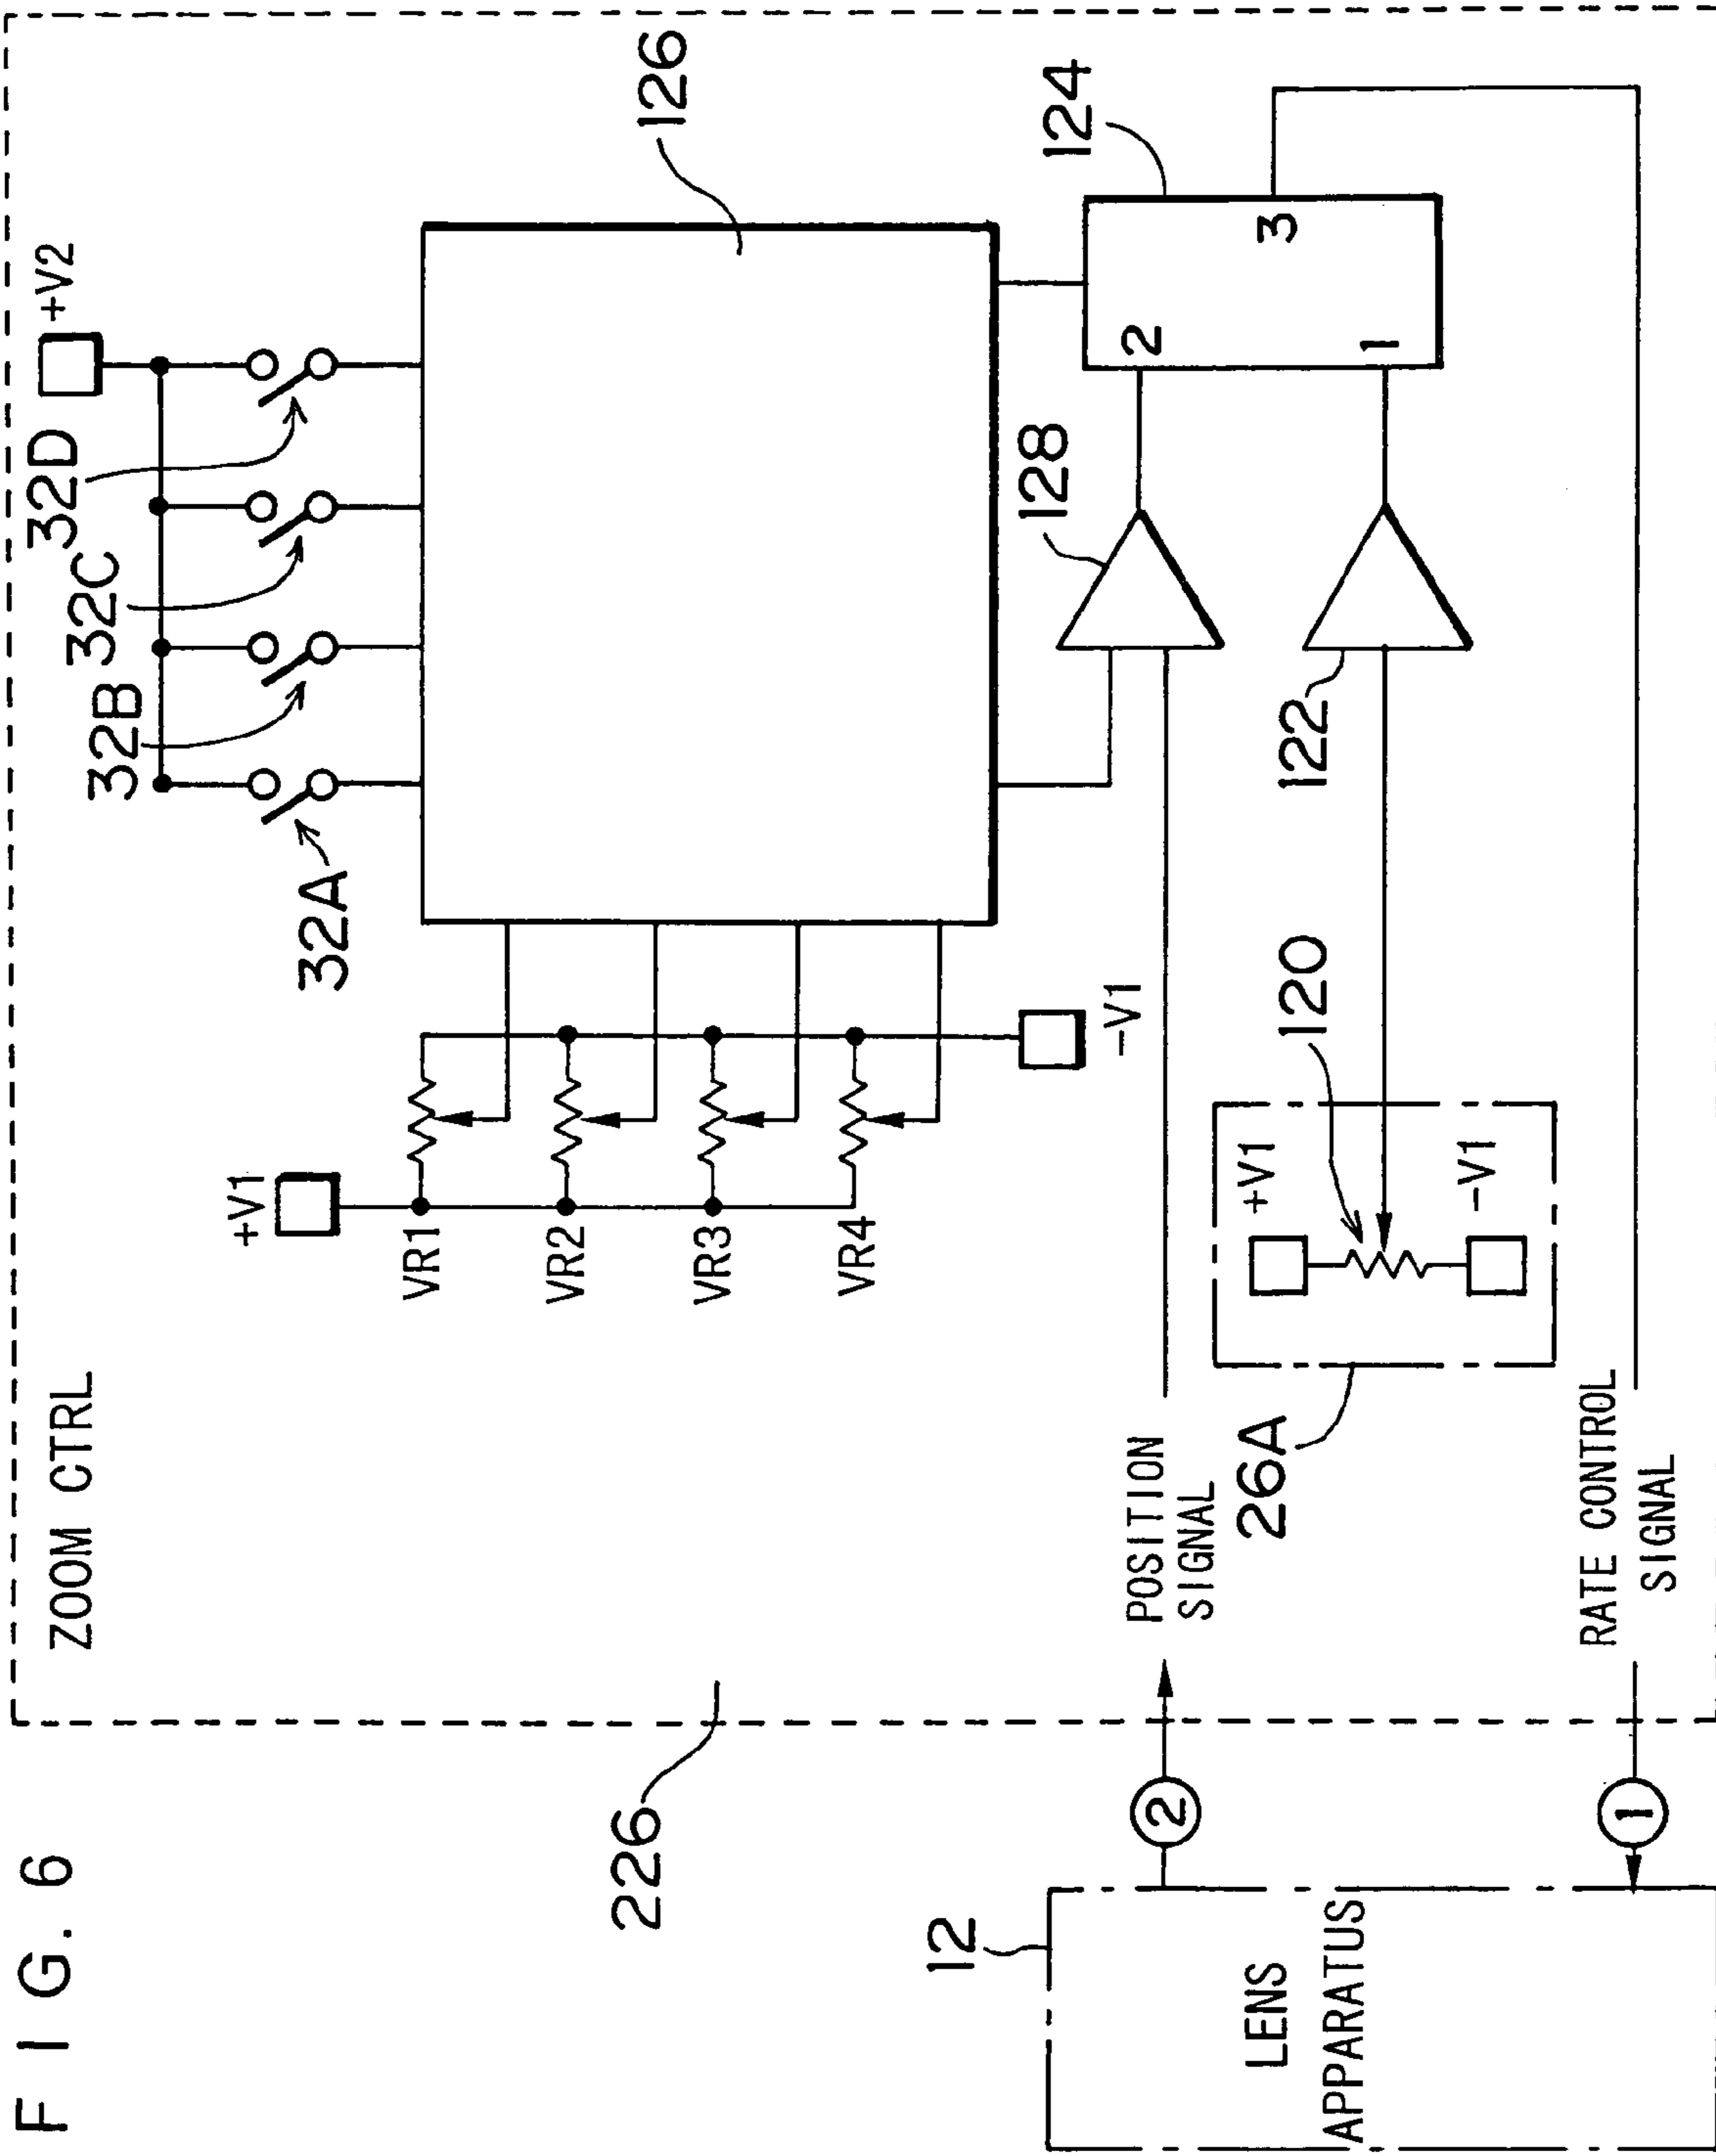 F I G. 6
ZOOM CTRL
226
+V2
32D
32C
32B
32A
126
+V1
VR1
VR2
VR3
VR4
-V1
128
124
2
1
3
122
120
+V1
-V1
26A
POSITION
SIGNAL
RATE CONTROL
SIGNAL
2
1
12
LENS
APPARATUS